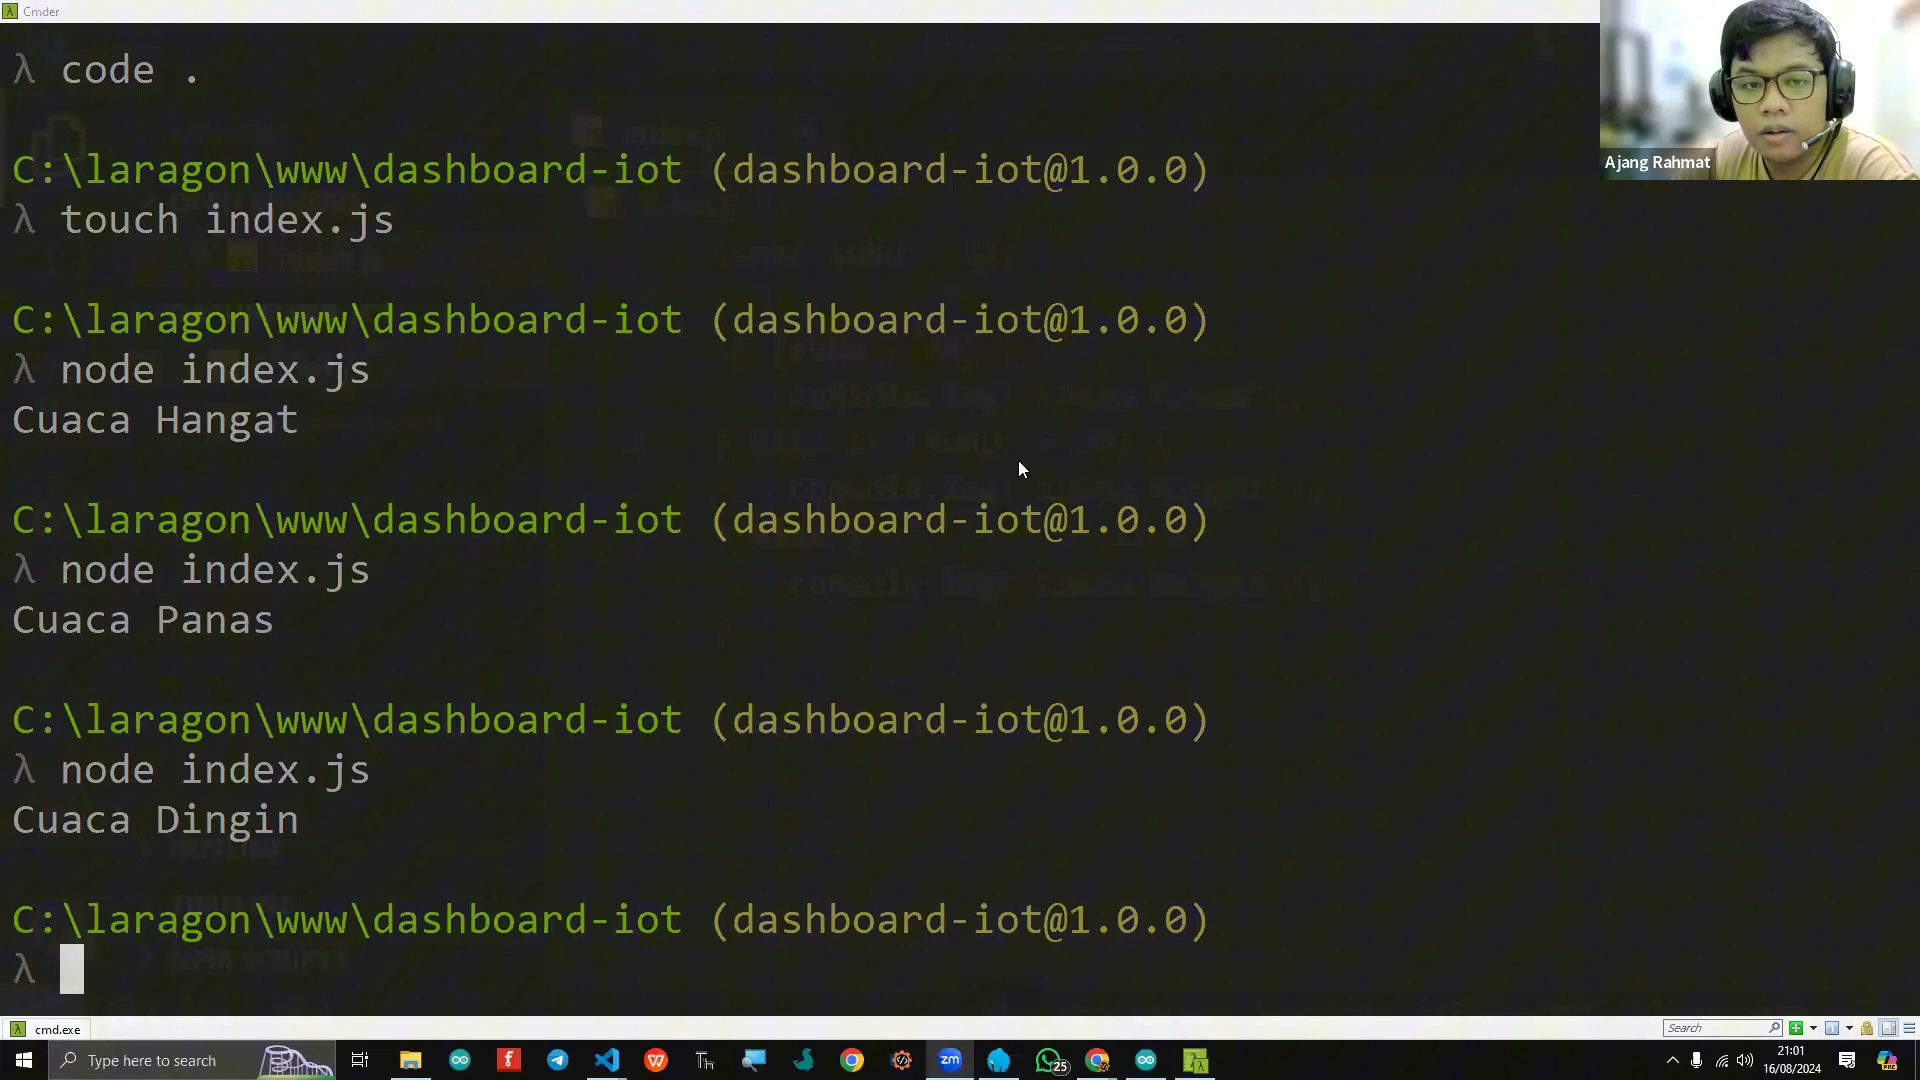 Cmder
λ code .
Ajang Rahmat
C:\laragon\www\dashboard-iot (dashboard-iot@1.0.0)
λ touch index.js
C:\laragon\www\dashboard-iot (dashboard-iot@1.0.0)
λ node index.js
Cuaca Hangat
C:\laragon\www\dashboard-iot (dashboard-iot@1.0.0)
λ node index.js
Cuaca Panas
C:\laragon\www\dashboard-iot (dashboard-iot@1.0.0)
λ node index.js
Cuaca Dingin
C:\laragon\www\dashboard-iot (dashboard-iot@1.0.0)
λ
cmd.exe
Search
Type here to search
zm
25
21:01
16/08/2024